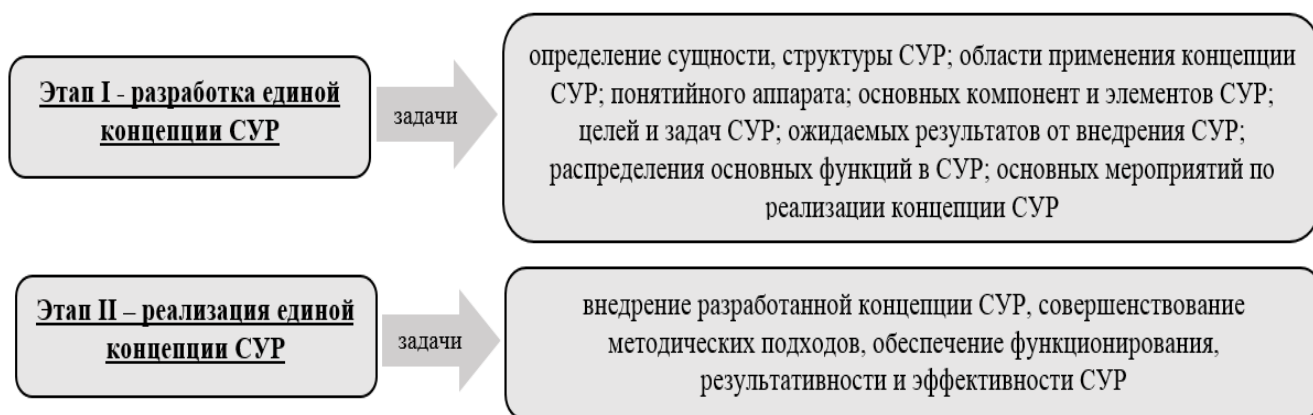 Этап I - разработка единой
концепции СУР
задачи
определение сущности, структуры СУР; области применения концепции
СУР; понятийного аппарата; основных компонент и элементов СУР;
целей и задач СУР; ожидаемых результатов от внедрения СУР;
распределения основных функций в СУР; основных мероприятий по
реализации концепции СУР
Этап II – реализация единой
концепции СУР
задачи
внедрение разработанной концепции СУР, совершенствование
методических подходов, обеспечение функционирования,
результативности и эффективности СУР